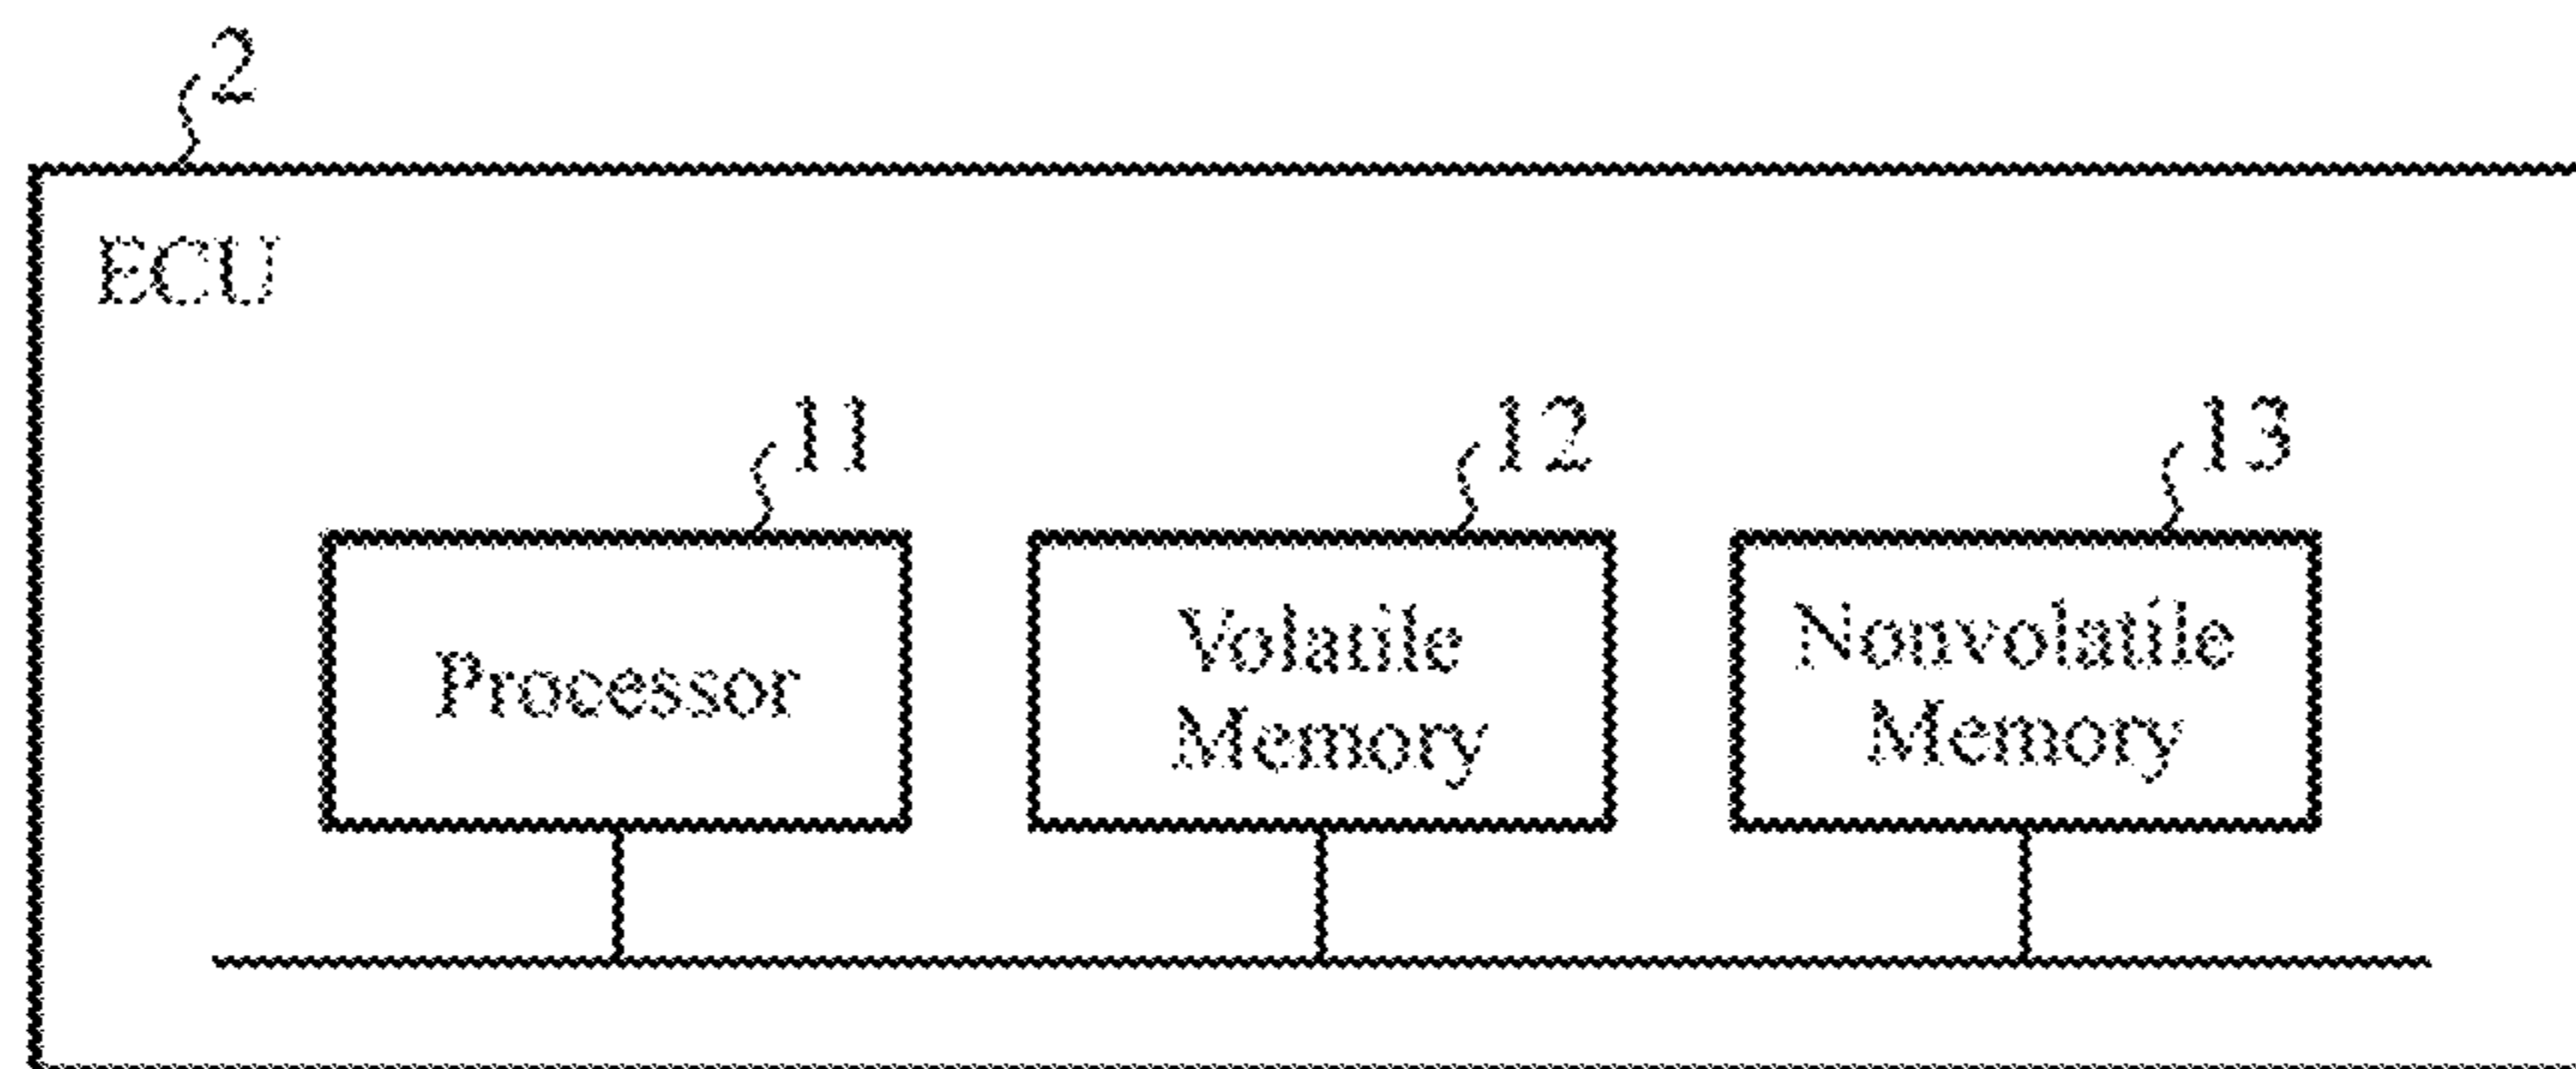 2
ECU
11
12
13
Processor
Volatile
Memory
Nonvolatile
Memory